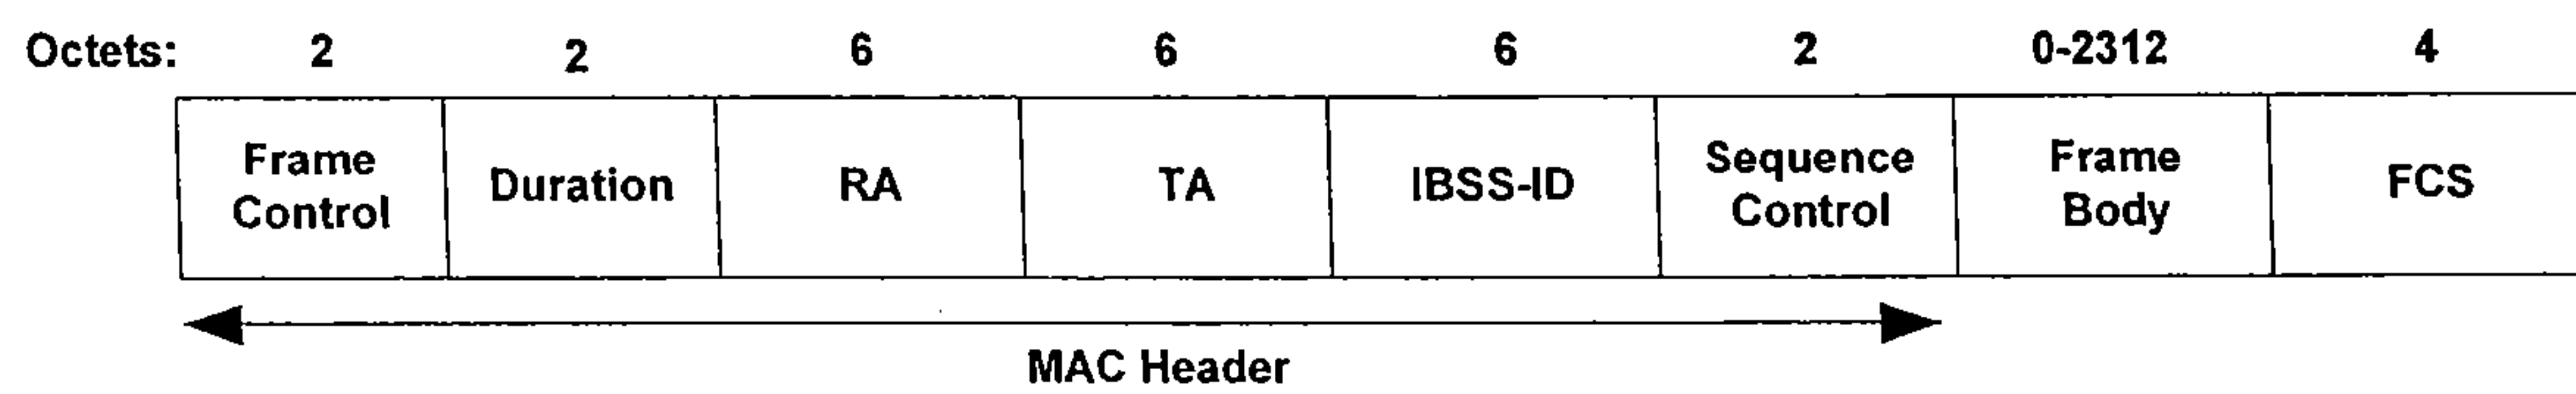 Octets: 2 2 6 6 6 2 0-2312 4
Frame Control Duration RA TA IBSS-ID Sequence Control Frame Body FCS
MAC Header